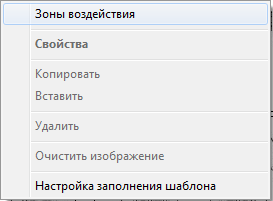 Зоны воздействия
Свойства
Копировать
Вставить
Удалить
Очистить изображение
Настройка заполнения шаблона